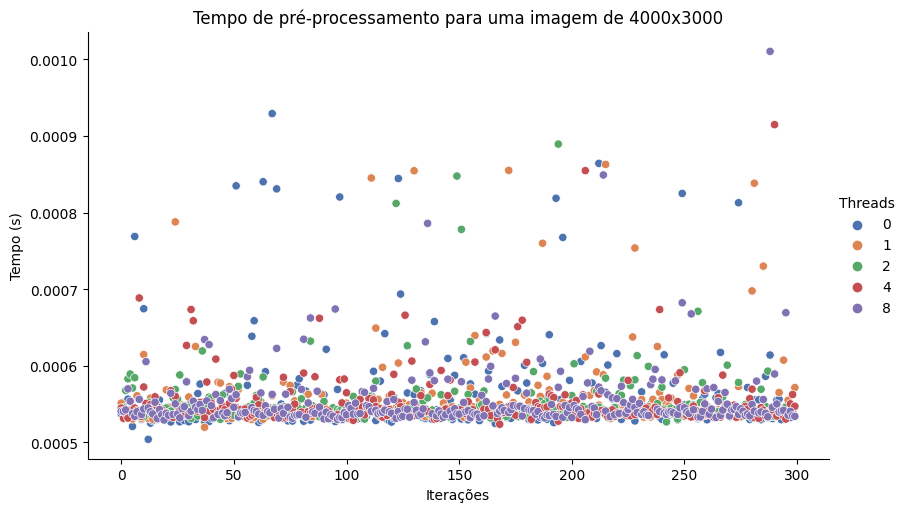 Tempo de pré-processamento para uma imagem de 4000x3000
0.0010
0.0009
0.0008
0.0007
0.0006
0.0005
Tempo (s)
0 50 100 150 200 250 300
Iterações
Threads
0
1
2
4
8